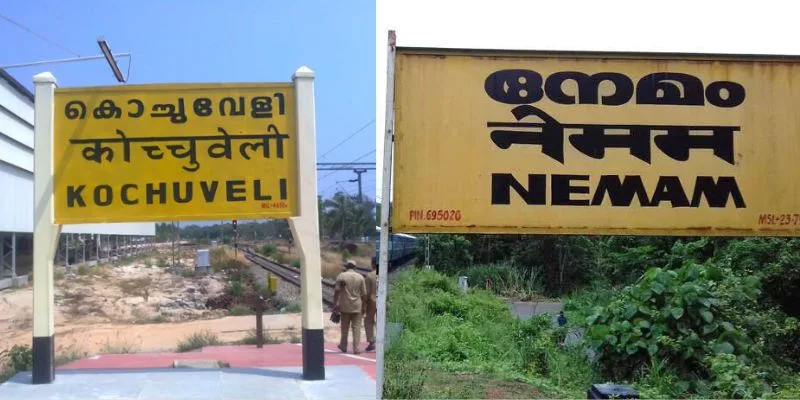 കൊച്ചുവേളി
कोच्चुवेली
KOCHUVELI
നേമം
नेमम
NEMAM
PIN.695020